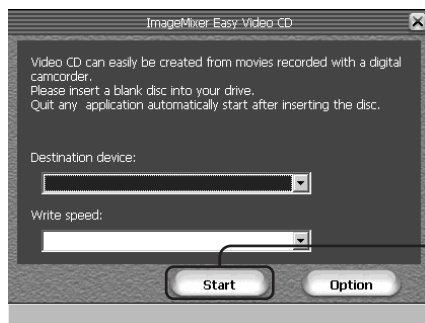 ImageMixer Easy Video CD
Video CD can easily be created from movies recorded with a digital
camcorder.
Please insert a blank disc into your drive.
Quit any application automatically start after inserting the disc.
Destination device:
Write speed:
Start
Option